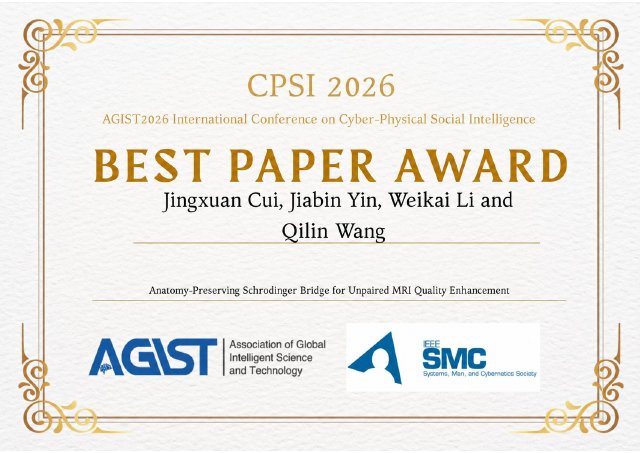 CPSI 2026
AGIST2026 International Conference on Cyber-Physical Social Intelligence
BEST PAPER AWARD
Jingxuan Cui, Jiabin Yin, Weikai Li and
Qilin Wang
Anatomy-Preserving Schrodinger Bridge for Unpaired MRI Quality Enhancement
AGIST
Association of Global
Intelligent Science
and Technology
IEEE
SMC
Systems, Man, and Cybernetics Society